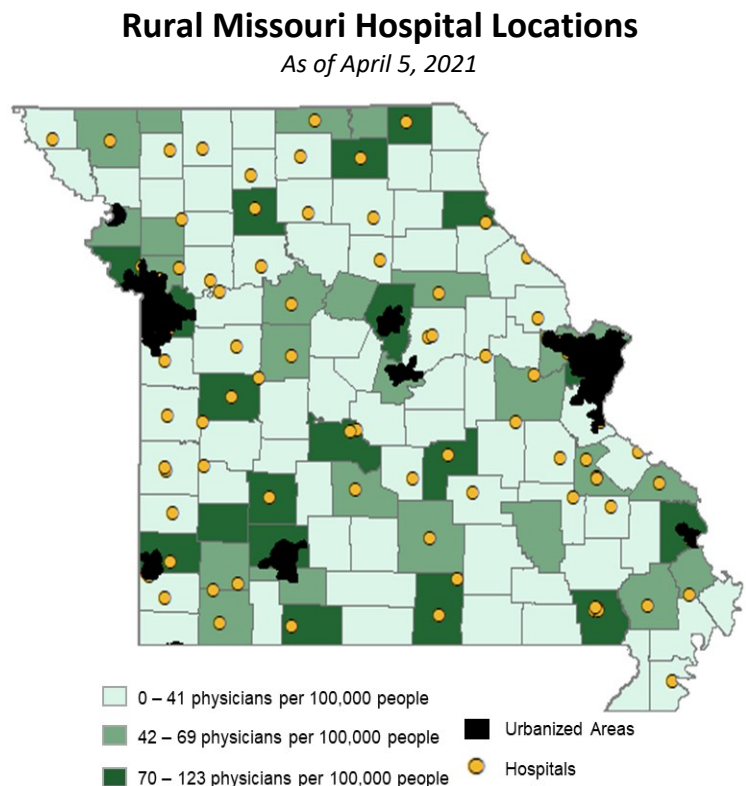 Rural Missouri Hospital Locations
As of April 5, 2021
0 – 41 physicians per 100,000 people
42 – 69 physicians per 100,000 people
70 – 123 physicians per 100,000 people
Urbanized Areas
Hospitals